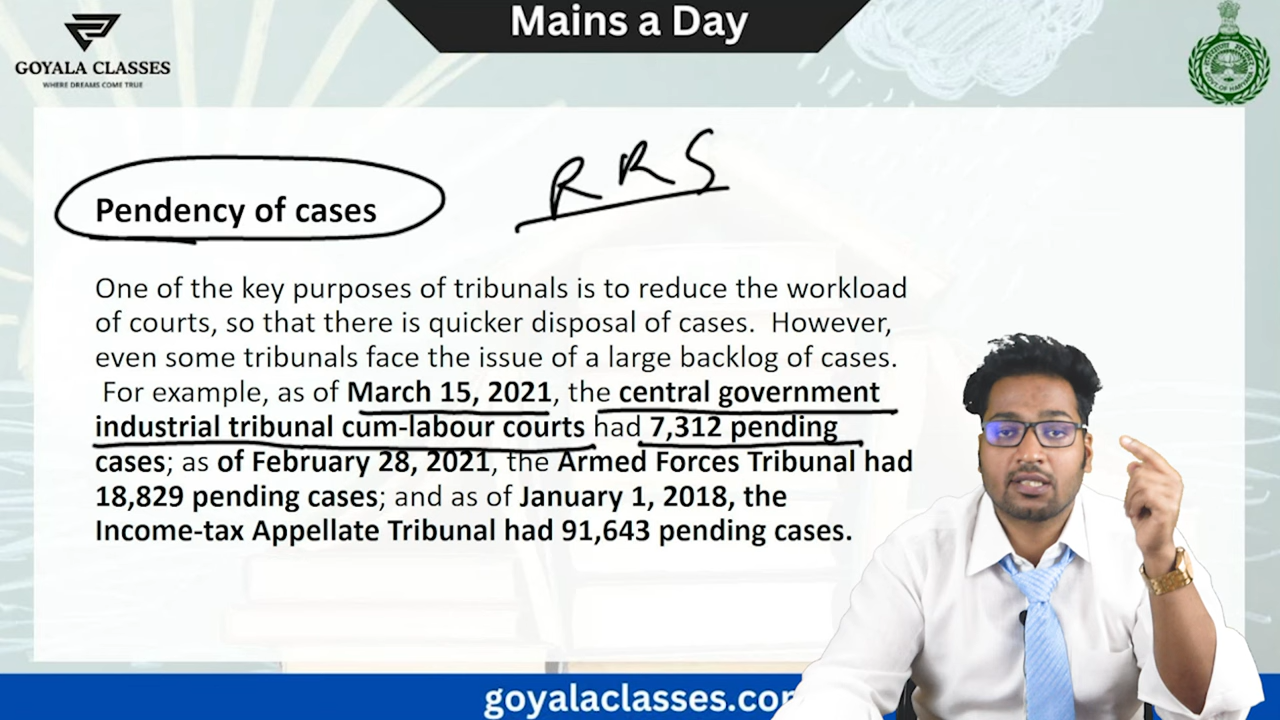 Mains a Day
GOYALA CLASSES
WHERE DREAMS COME TRUE
RRS
Pendency of cases
One of the key purposes of tribunals is to reduce the workload
of courts, so that there is quicker disposal of cases. However,
even some tribunals face the issue of a large backlog of cases.
For example, as of March 15, 2021, the central government
industrial tribunal cum-labour courts had 7,312 pending
cases; as of February 28, 2021, the Armed Forces Tribunal had
18,829 pending cases; and as of January 1, 2018, the
Income-tax Appellate Tribunal had 91,643 pending cases.
goyalaclasses.co